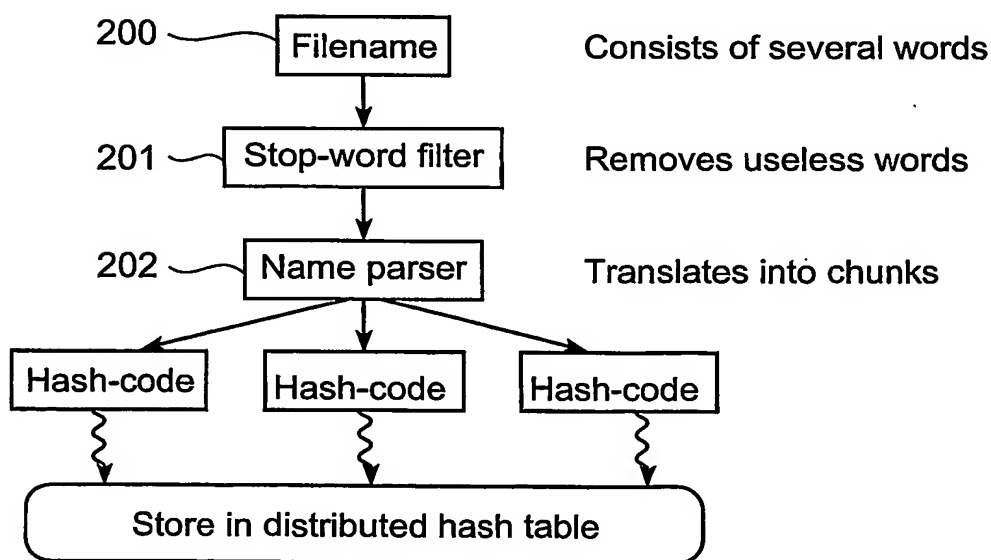 200 Filename Consists of several words
201 Stop-word filter Removes useless words
202 Name parser Translates into chunks
Hash-code Hash-code Hash-code
Store in distributed hash table